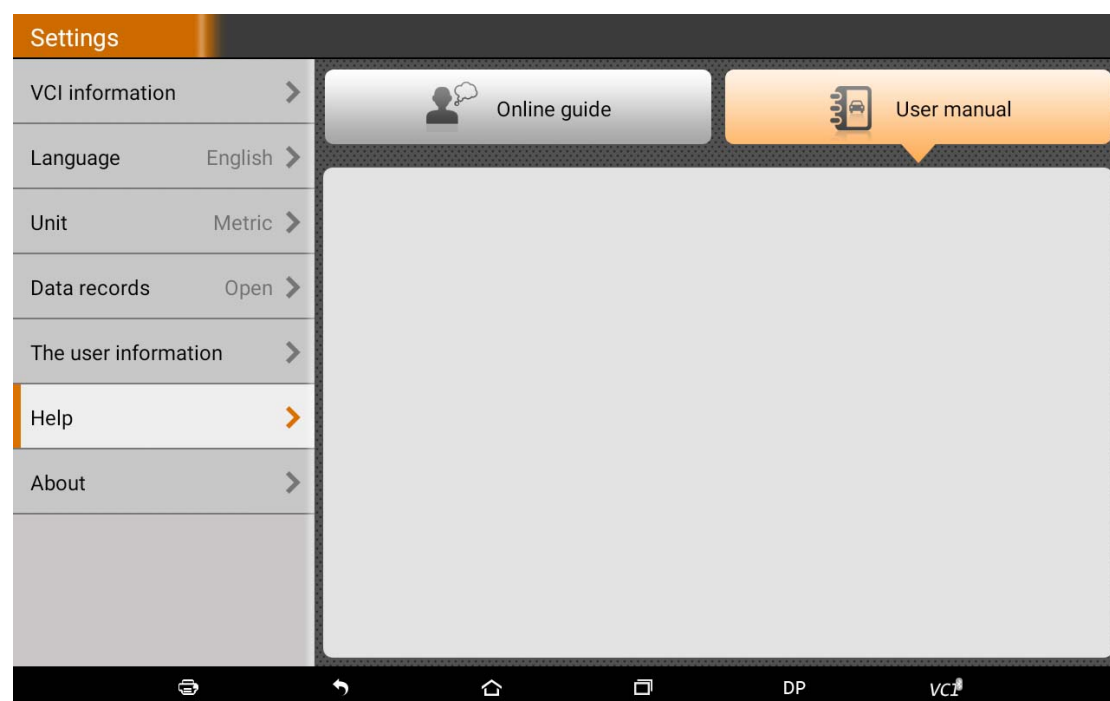 Settings
VCI information
Language English
Unit Metric
Data records Open
The user information
Help
About
Online guide
User manual
DP
VCI